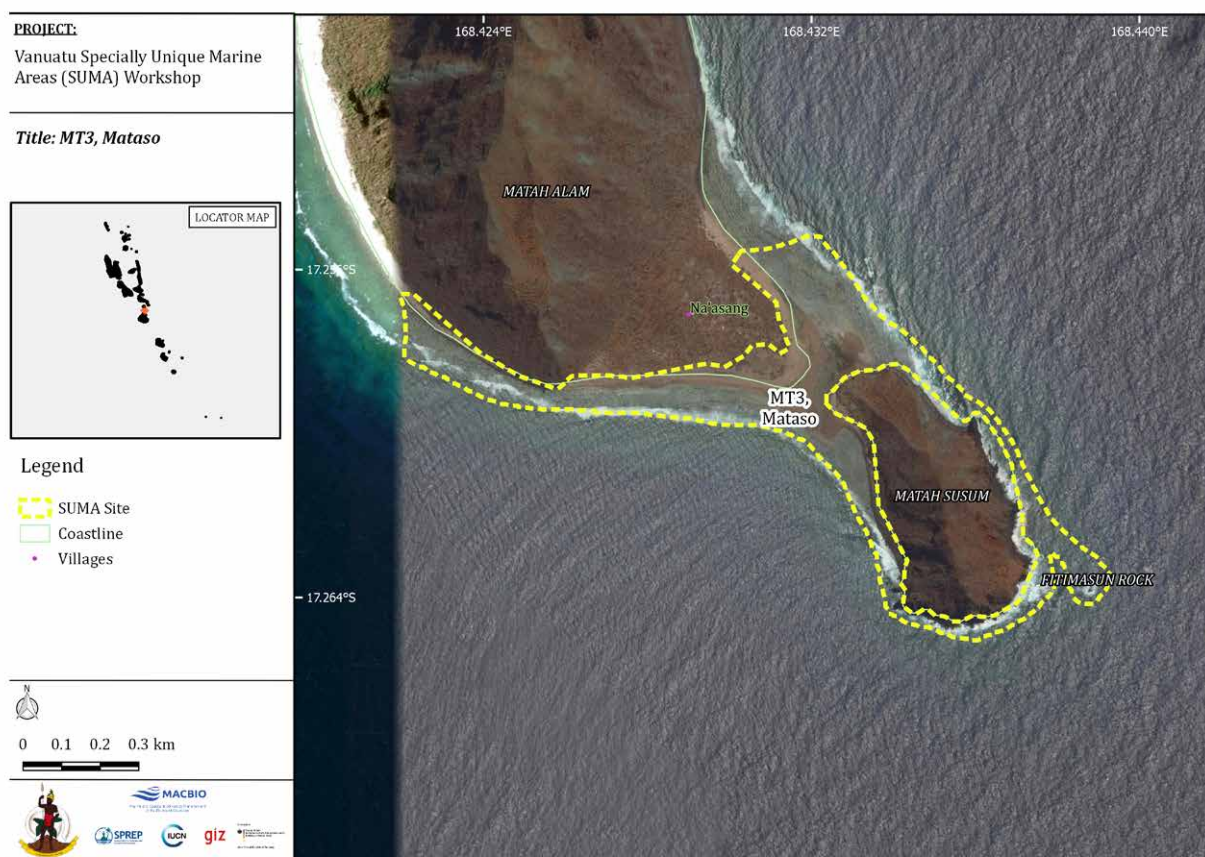 PROJECT:
Vanuatu Specially Unique Marine
Areas (SUMA) Workshop
Title: MT3, Mataso
LOCATOR MAP
Legend
SUMA Site
Coastline
Villages
N
0 0.1 0.2 0.3 km
MACBIO
SPREP
IUCN
giz
168.424°E
168.432°E
168.440°E
MATAH ALAM
17.256°S
Na'asang
MT3,
Mataso
MATAH SUSUM
FITIMASUN ROCK
17.264°S